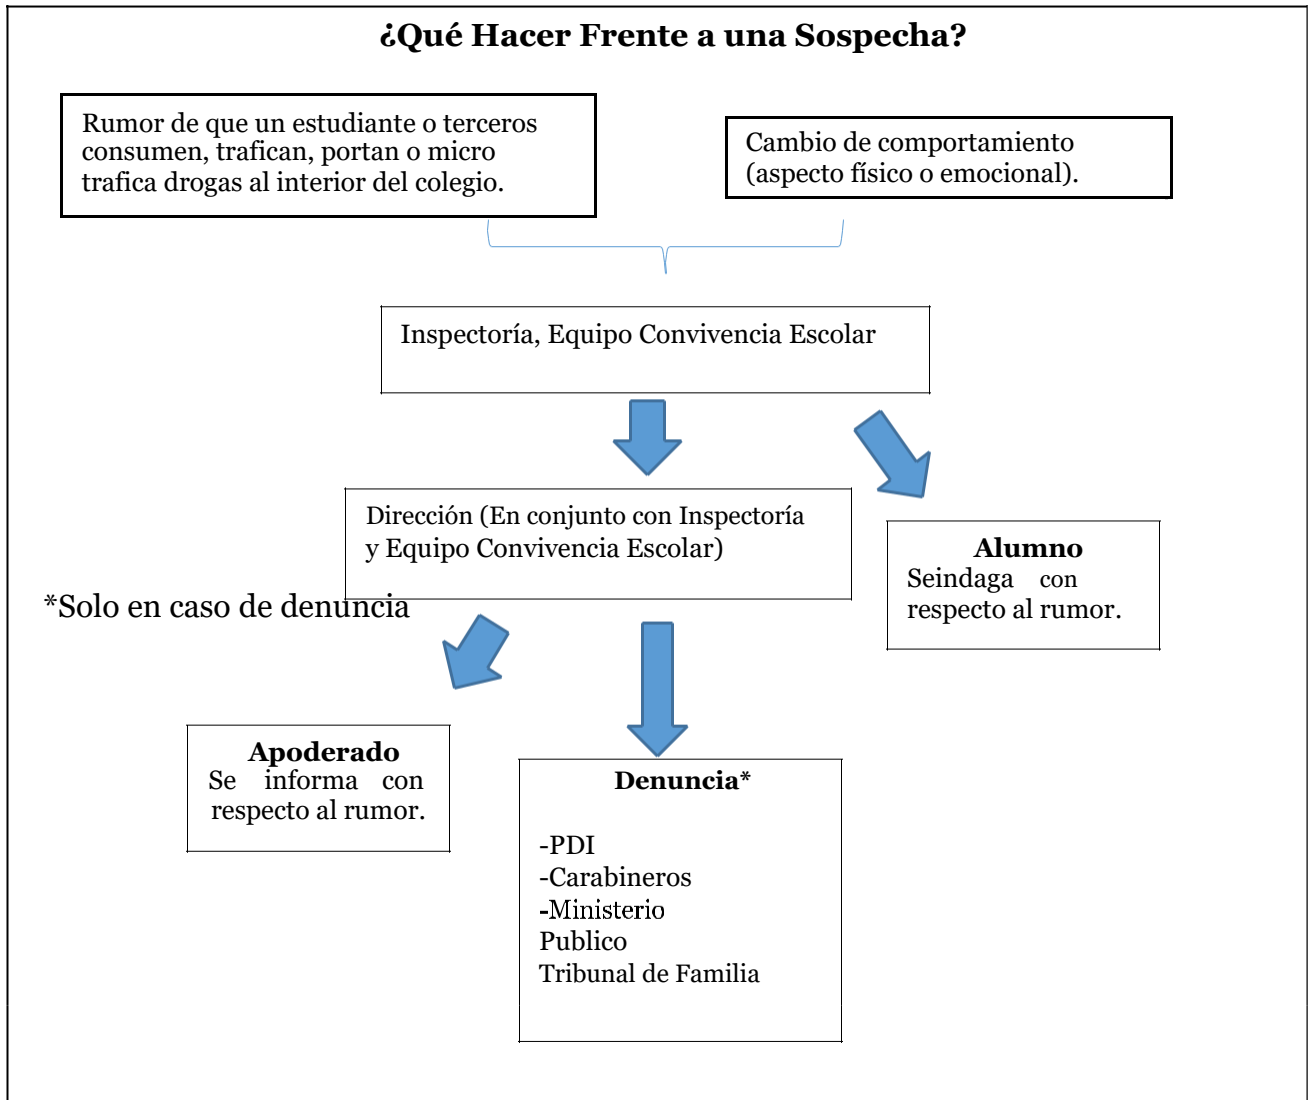 ¿Qué Hacer Frente a una Sospecha?
Rumor de que un estudiante o terceros
consumen, trafican, portan o micro
trafica drogas al interior del colegio.
Cambio de comportamiento
(aspecto físico o emocional).
Inspectoría, Equipo Convivencia Escolar
Dirección (En conjunto con Inspectoría
y Equipo Convivencia Escolar)
Alumno
Seindaga con
respecto al rumor.
*Solo en caso de denuncia
Apoderado
Se informa con
respecto al rumor.
Denuncia*
-PDI
-Carabineros
-Ministerio
Publico
Tribunal de Familia